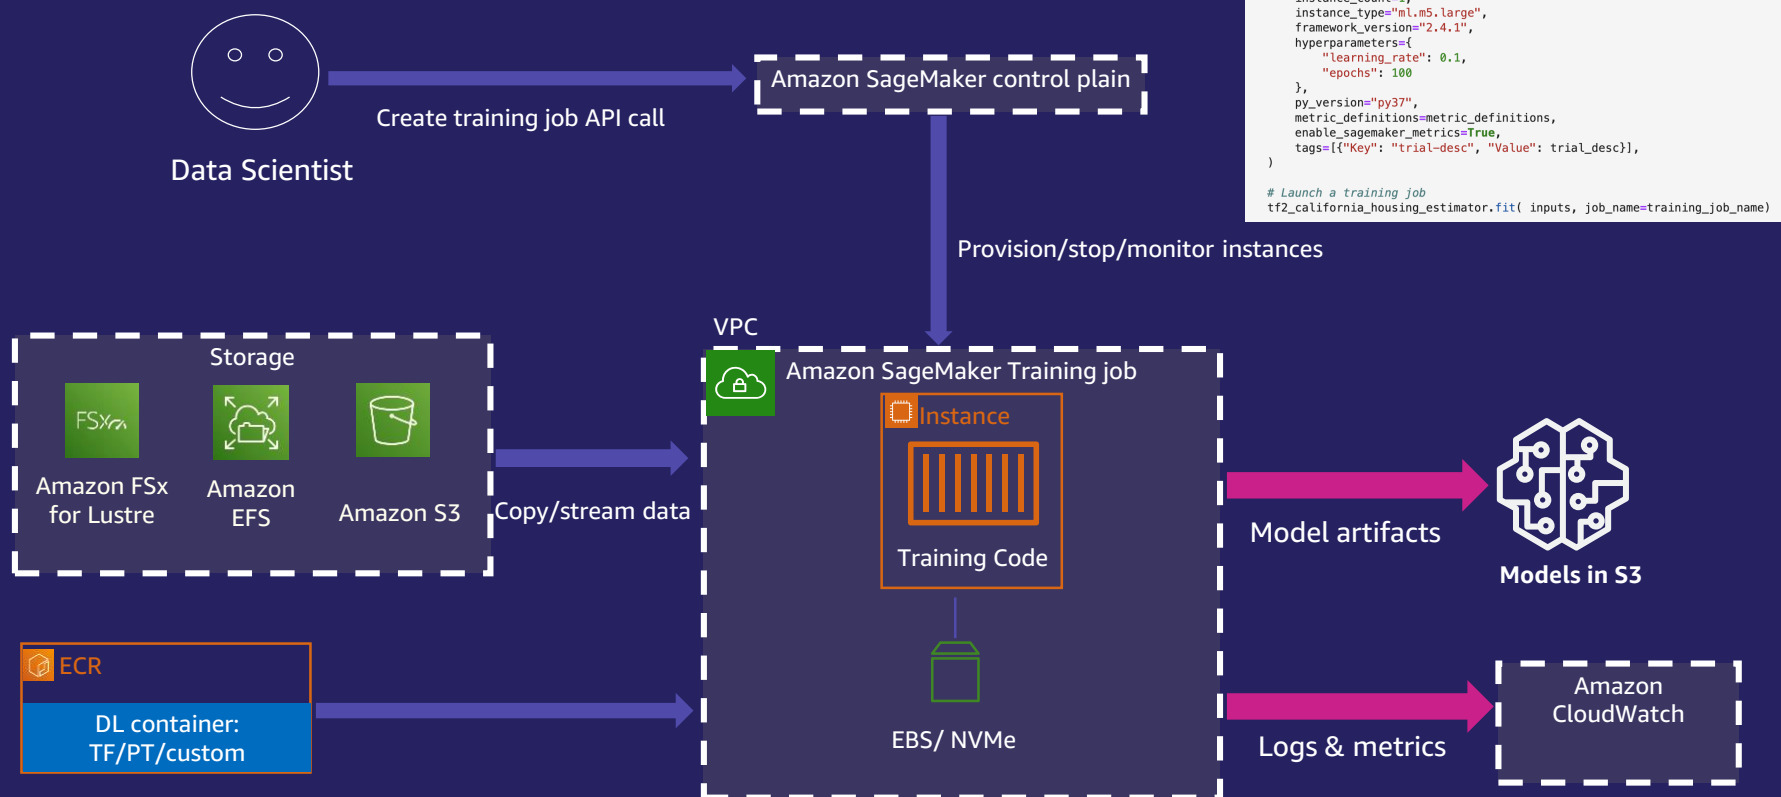 instance_count=1,
instance_type="ml.m5.large",
framework_version="2.4.1",
hyperparameters={
"learning_rate": 0.1,
"epochs": 100
},
py_version="py37",
metric_definitions=metric_definitions,
enable_sagemaker_metrics=True,
tags=[{"Key": "trial-desc", "Value": trial_desc}],
)
# Launch a training job
tf2_california_housing_estimator.fit( inputs, job_name=training_job_name)
Amazon SageMaker control plain
Create training job API call
Data Scientist
Provision/stop/monitor instances
VPC
Storage
Amazon SageMaker Training job
Instance
FSx
Amazon FSx
for Lustre
Amazon
EFS
Amazon S3
Copy/stream data
Training Code
Model artifacts
Models in S3
ECR
DL container:
TF/PT/custom
EBS/ NVMe
Amazon
CloudWatch
Logs & metrics